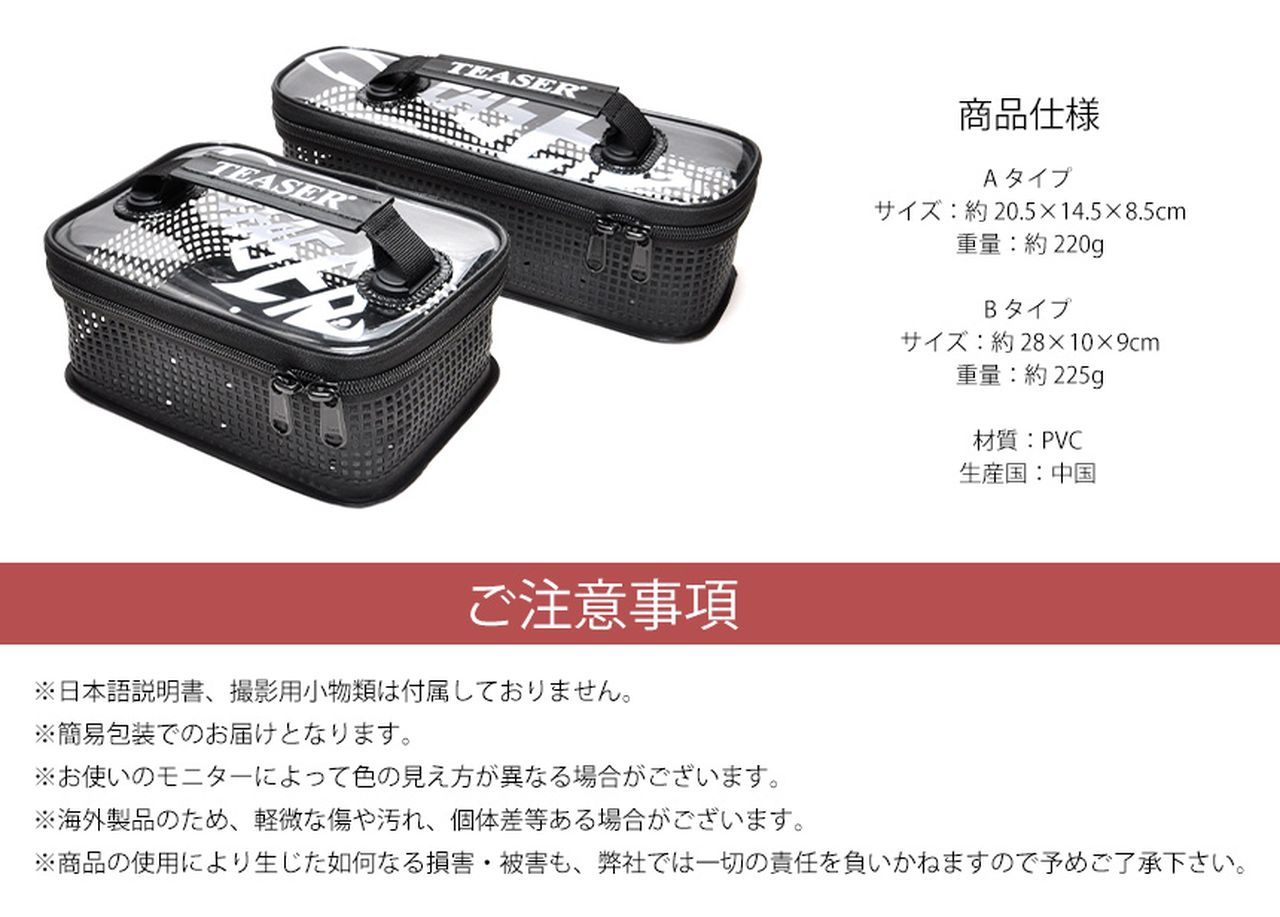 TEASER
TEASER
商品仕様
A タイプ
サイズ：約 20.5×14.5×8.5cm
重量：約 220g
B タイプ
サイズ：約 28×10×9cm
重量：約 225g
材質：PVC
生産国：中国
ご注意事項
※日本語説明書、撮影用小物類は付属しておりません。
※簡易包装でのお届けとなります。
※お使いのモニターによって色の見え方が異なる場合がございます。
※海外製品のため、軽微な傷や汚れ、個体差等ある場合がございます。
※商品の使用により生じた如何なる損害・被害も、弊社では一切の責任を負いかねますので予めご了承下さい。